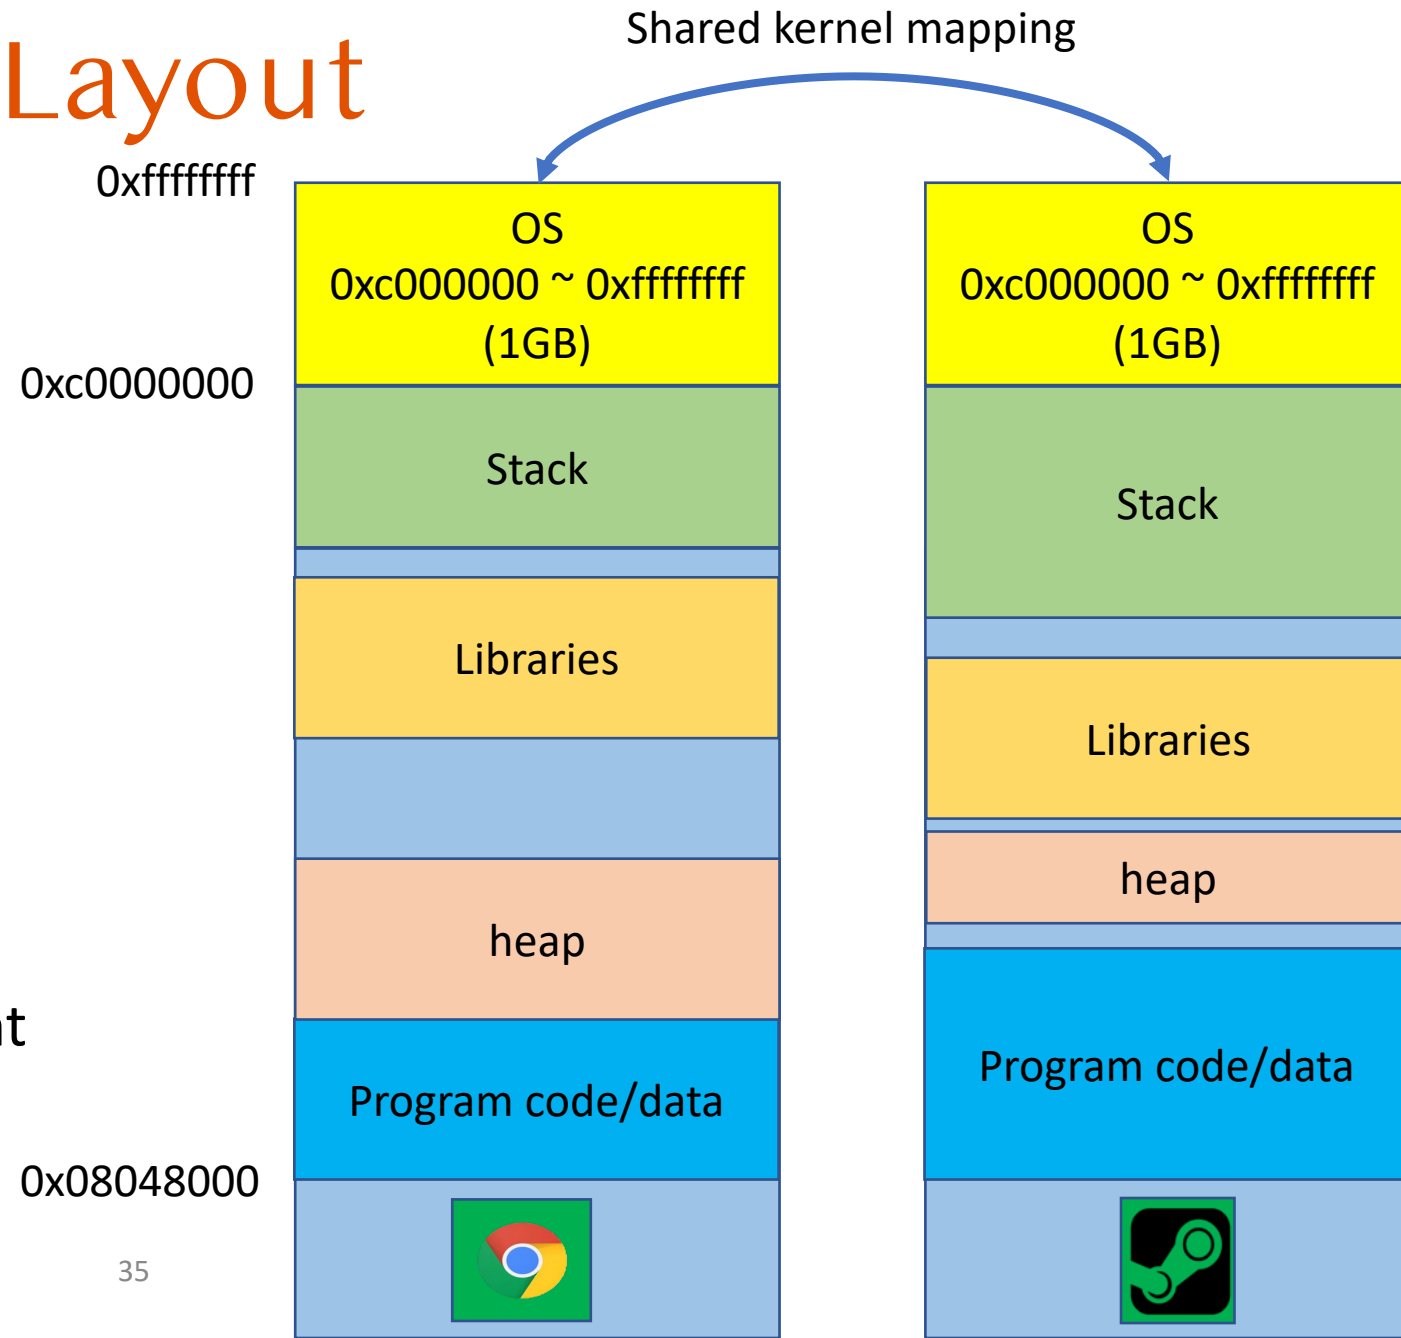 Layout
Shared kernel mapping
0xffffffff
OS
0xc000000 ~ 0xffffffff
(1GB)
0xc0000000
Stack
Libraries
heap
Program code/data
0x08048000
OS
0xc000000 ~ 0xffffffff
(1GB)
Stack
Libraries
heap
Program code/data
35